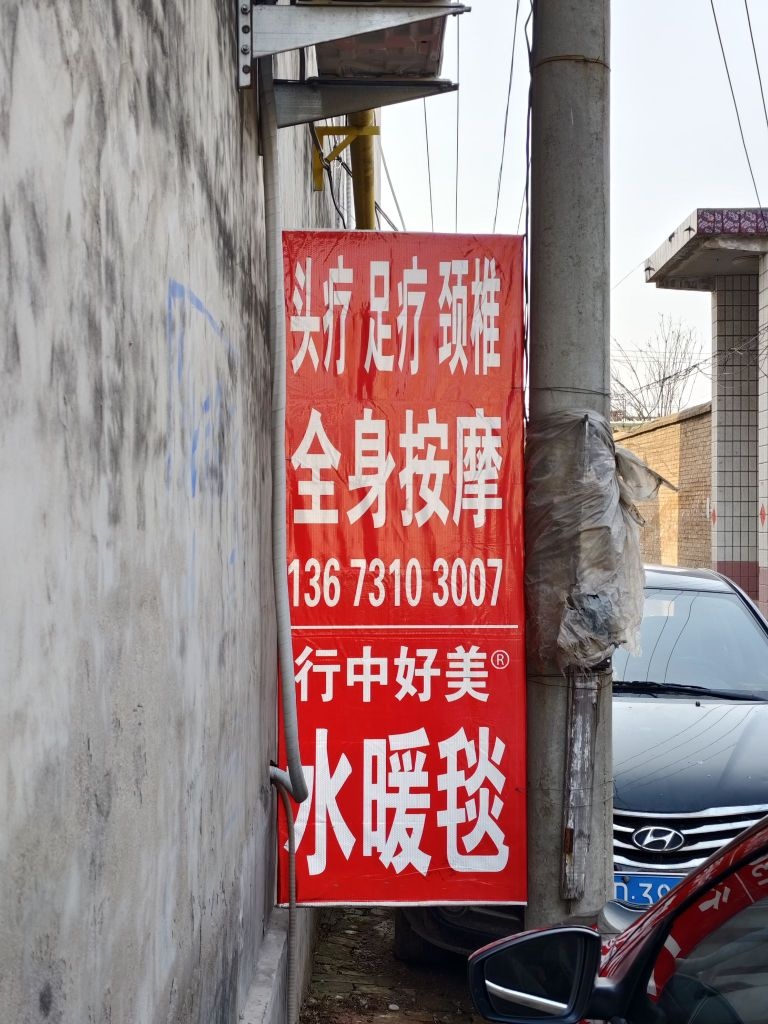 头疗 足疗 颈椎
全身按摩
136 7310 3007
行中好美®
水暖毯